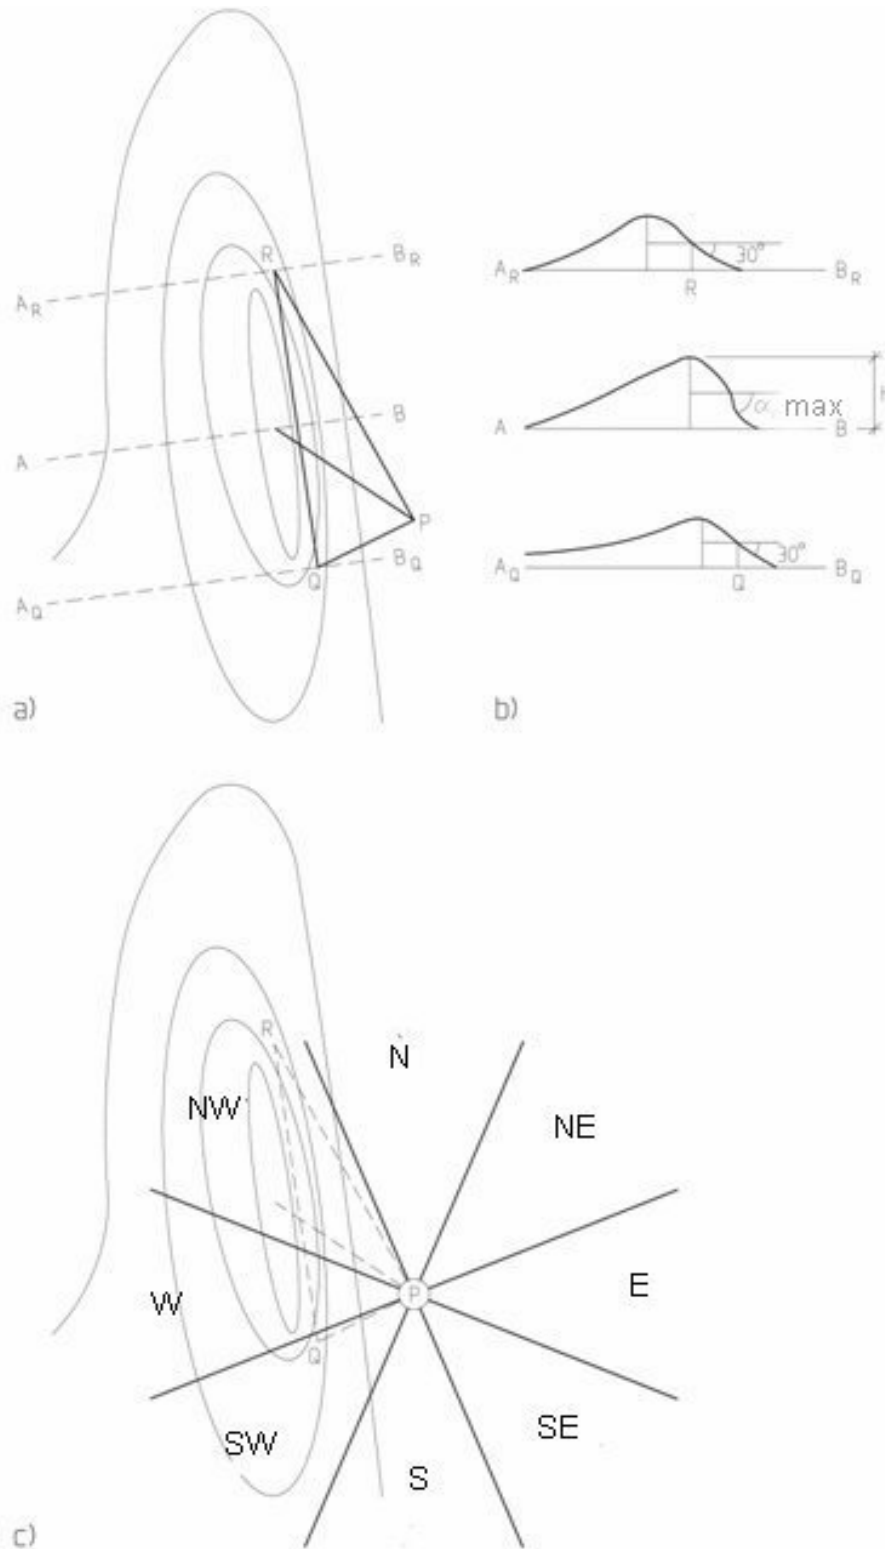 R
B_R
A_R
B
A
P
Q
B_Q
A_Q
a)
30°
A_R
R
B_R
α max
A
B
30°
A_Q
Q
B_Q
b)
R
N
NW
NE
P
E
W
Q
SW
SE
S
c)